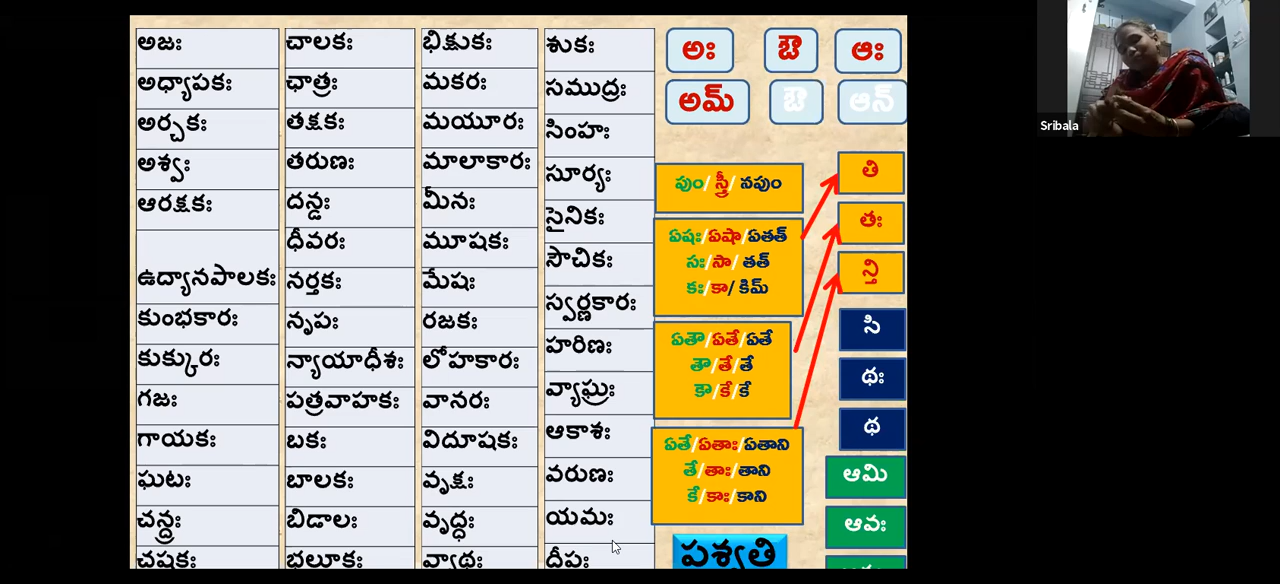 అజః
అధ్యాపకః
అర్చకః
అశ్వః
ఆరక్షకః
ఉద్యానపాలకః
కుంభకారః
కుక్కురః
గజః
గాయకః
ఘటః
చన్ద్రః
చషకః
చాలకః
ఛాత్రః
తక్షకః
తరుణః
దన్డః
ధీవరః
నర్తకః
నృపః
న్యాయాధీశః
పత్రవాహకః
బకః
బాలకః
బిడాలః
భల్లూకః
భిక్షుకః
మకరః
మయూరః
మాలాకారః
మీనః
మూషకః
మేషః
రజకః
లోహకారః
వానరః
విదూషకః
వృక్షః
వృద్ధః
శుకః
సముద్రః
సింహః
సూర్యః
సైనికః
సౌచికః
స్వర్ణకారః
హరిణః
వ్యాఘ్రః
ఆకాశః
వరుణః
యమః
దీపః
అః ఔ ఆః
అమ్ ఔ ఆన్
పుం/ స్త్రీ/ నపుం
ఏషః/ఏషా/ఏతత్
సః/సా/ తత్
కః/కా/ కిమ్
ఏతౌ/ఏతే/ఏతే
తౌ/తే/తే
కౌ/కే/కే
ఏతే/ఏతాః/ఏతాని
తే/తాః/తాని
కే/కాః/కాని
పశ్యతి
తి
తః
న్తి
సి
థః
థ
ఆమి
ఆవః
Sribala